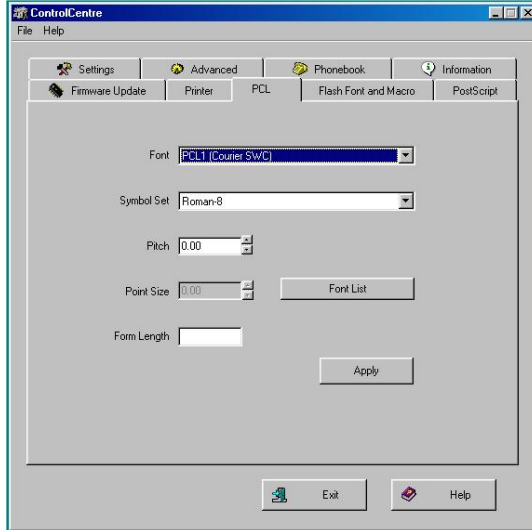 ControlCentre
File Help
Settings Advanced Phonebook Information
Firmware Update Printer PCL Flash Font and Macro PostScript
Font PCL1 (Courier SWC)
Symbol Set Roman-8
Pitch 0.00
Point Size 0.00 Font List
Form Length
Apply
Exit Help